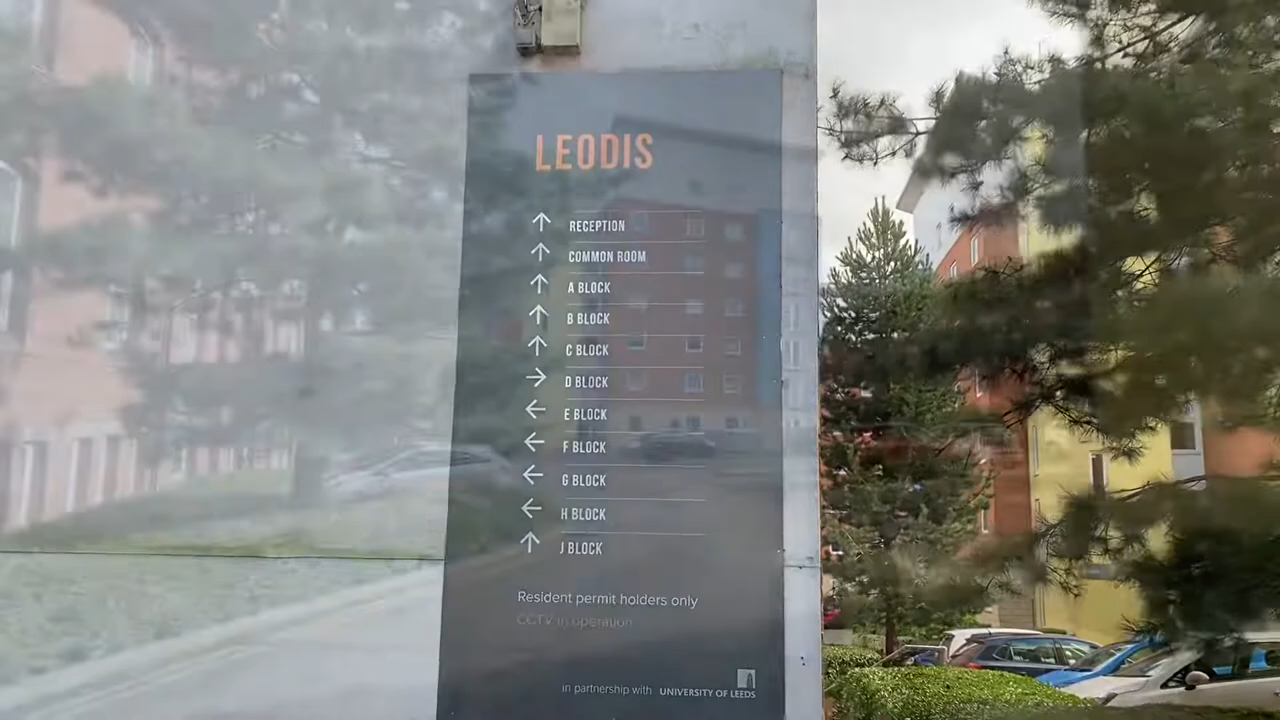 LEODIS
↑ RECEPTION
↑ COMMON ROOM
↑ A BLOCK
↑ B BLOCK
↑ C BLOCK
→ D BLOCK
← E BLOCK
← F BLOCK
← G BLOCK
← H BLOCK
↑ J BLOCK
Resident permit holders only
CCTV in operation
in partnership with UNIVERSITY OF LEEDS